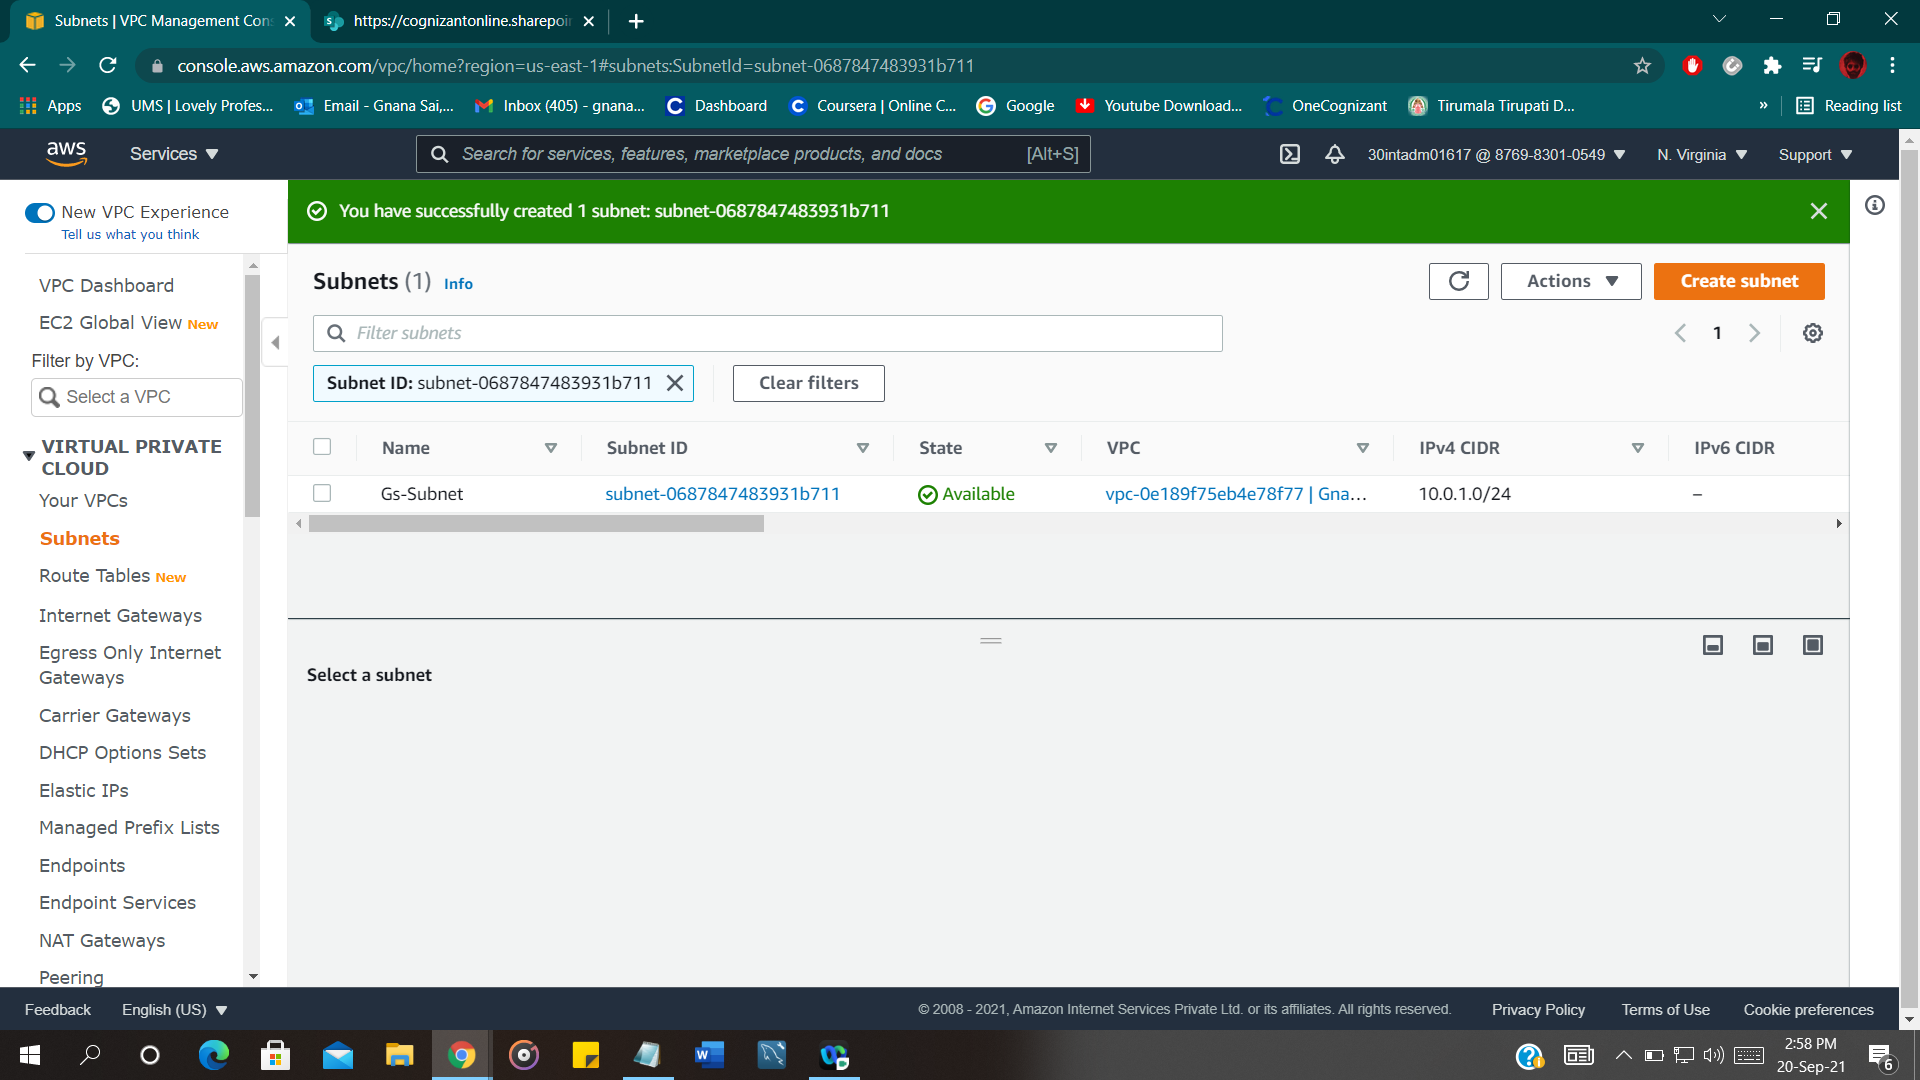 Subnets | VPC Management Con
https://cognizantonline.sharepoi
console.aws.amazon.com/vpc/home?region=us-east-1#subnets:SubnetId=subnet-0687847483931b711
Apps
UMS | Lovely Profes...
Email - Gnana Sai,...
Inbox (405) - gnana...
Dashboard
Coursera | Online C...
Google
Youtube Download...
OneCognizant
Tirumala Tirupati D...
»
Reading list
aws
Services
Search for services, features, marketplace products, and docs
[Alt+S]
30intadm01617 @ 8769-8301-0549
N. Virginia
Support
New VPC Experience
Tell us what you think
You have successfully created 1 subnet: subnet-0687847483931b711
VPC Dashboard
EC2 Global View New
Filter by VPC:
Select a VPC
VIRTUAL PRIVATE
CLOUD
Your VPCs
Subnets
Route Tables New
Internet Gateways
Egress Only Internet
Gateways
Carrier Gateways
DHCP Options Sets
Elastic IPs
Managed Prefix Lists
Endpoints
Endpoint Services
NAT Gateways
Peering
Subnets (1) Info
Actions
Create subnet
Filter subnets
1
Subnet ID: subnet-0687847483931b711
Clear filters
Name
Subnet ID
State
VPC
IPv4 CIDR
IPv6 CIDR
Gs-Subnet
subnet-0687847483931b711
Available
vpc-0e189f75eb4e78f77 | Gna...
10.0.1.0/24
–
Select a subnet
Feedback
English (US)
© 2008 - 2021, Amazon Internet Services Private Ltd. or its affiliates. All rights reserved.
Privacy Policy
Terms of Use
Cookie preferences
2:58 PM
20-Sep-21
6